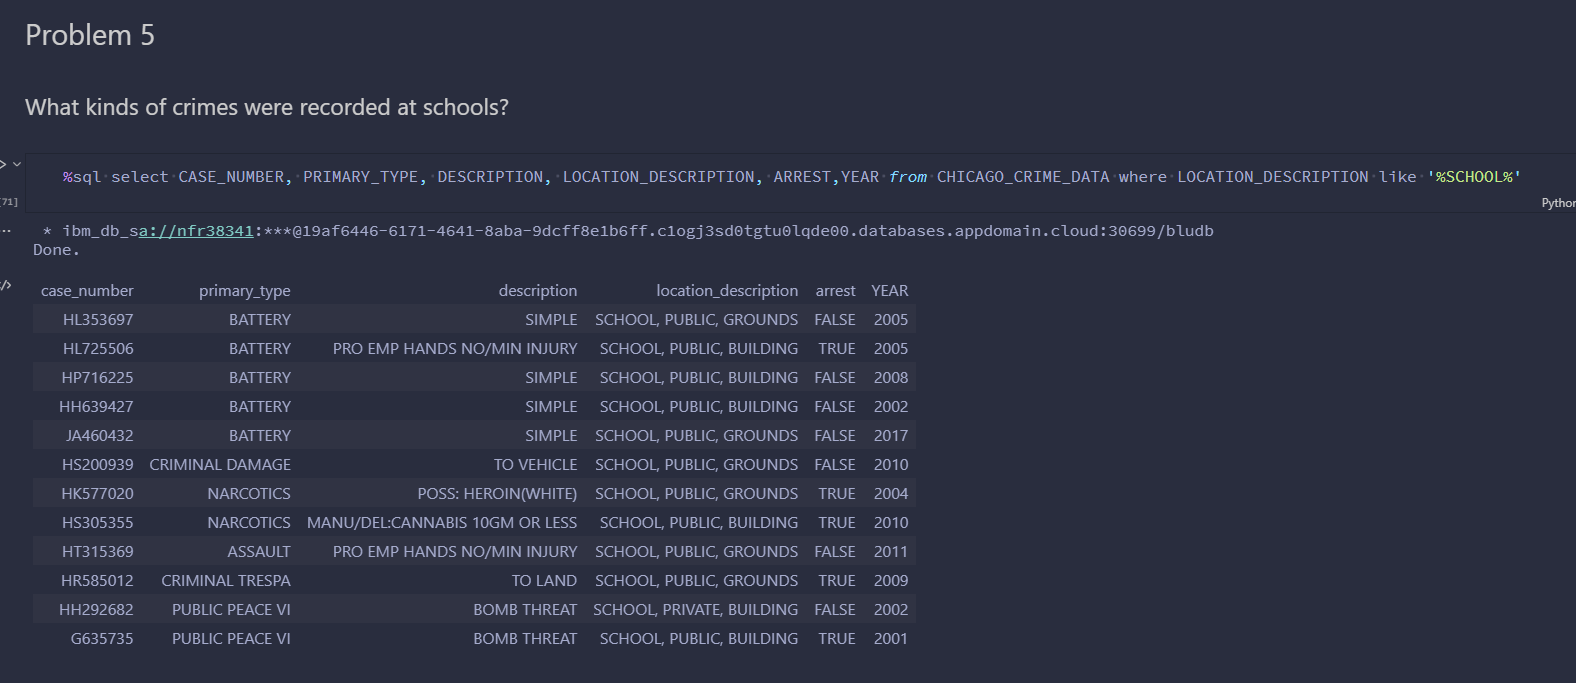 Problem 5
What kinds of crimes were recorded at schools?
%sql select CASE_NUMBER, PRIMARY_TYPE, DESCRIPTION, LOCATION_DESCRIPTION, ARREST,YEAR from CHICAGO_CRIME_DATA where LOCATION_DESCRIPTION like '%SCHOOL%'
71]
Python
* ibm_db_sa://nfr38341:***@19af6446-6171-4641-8aba-9dcff8e1b6ff.c1ogj3sd0tgtu0lqde00.databases.appdomain.cloud:30699/bludb
Done.
case_number primary_type description location_description arrest YEAR
HL353697 BATTERY SIMPLE SCHOOL, PUBLIC, GROUNDS FALSE 2005
HL725506 BATTERY PRO EMP HANDS NO/MIN INJURY SCHOOL, PUBLIC, BUILDING TRUE 2005
HP716225 BATTERY SIMPLE SCHOOL, PUBLIC, BUILDING FALSE 2008
HH639427 BATTERY SIMPLE SCHOOL, PUBLIC, BUILDING FALSE 2002
JA460432 BATTERY SIMPLE SCHOOL, PUBLIC, GROUNDS FALSE 2017
HS200939 CRIMINAL DAMAGE TO VEHICLE SCHOOL, PUBLIC, GROUNDS FALSE 2010
HK577020 NARCOTICS POSS: HEROIN(WHITE) SCHOOL, PUBLIC, GROUNDS TRUE 2004
HS305355 NARCOTICS MANU/DEL:CANNABIS 10GM OR LESS SCHOOL, PUBLIC, BUILDING TRUE 2010
HT315369 ASSAULT PRO EMP HANDS NO/MIN INJURY SCHOOL, PUBLIC, GROUNDS FALSE 2011
HR585012 CRIMINAL TRESPA TO LAND SCHOOL, PUBLIC, GROUNDS TRUE 2009
HH292682 PUBLIC PEACE VI BOMB THREAT SCHOOL, PRIVATE, BUILDING FALSE 2002
G635735 PUBLIC PEACE VI BOMB THREAT SCHOOL, PUBLIC, BUILDING TRUE 2001